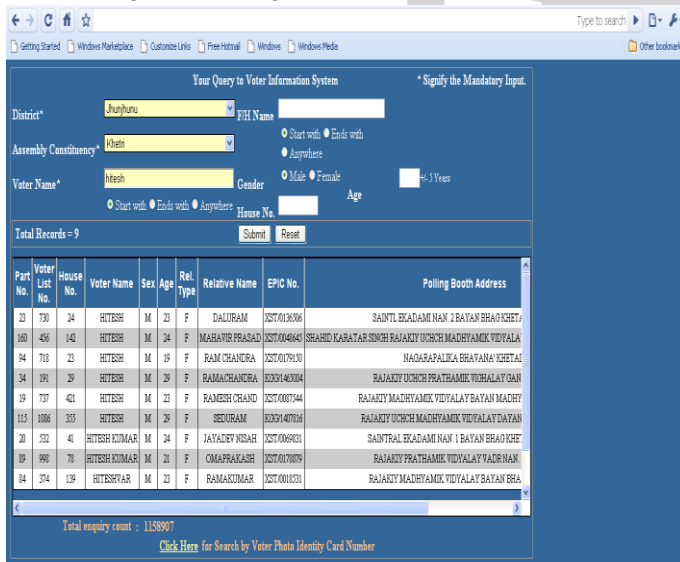 Type to search
Getting Started Windows Marketplace Customize Links Free Hotmail Windows Windows Media Other bookmark
Your Query to Voter Information System * Signify the Mandatory Input.
District* Jhunjhunu F/H Name
Start with Ends with
Assembly Constituency* Khetri Anywhere
Voter Name* hitesh Gender Male Female +/- 5 Years
Age
Start with Ends with Anywhere House No.
Total Records = 9 Submit Reset
Part No. Voter List No. House No. Voter Name Sex Age Rel. Type Relative Name EPIC No. Polling Booth Address
23 730 24 HITESH M 23 F DALURAM XST/0136506 SAINTL EKADAMI NAN. 2 BAYAN BHAG KHETA
160 456 142 HITESH M 24 F MAHAVIR PRASAD XST/0048645 SHAHID KARATAR SINGH RAJAKIY UCHCH MADHYAMIK VIDYALA
94 718 23 HITESH M 19 F RAM CHANDRA XST/0179150 NAGARAPALIKA BHAVANA' KHETAI
34 191 29 HITESH M 29 F RAMACHANDRA RAJAKIY UCHCH PRATHAMIK VIDHALAY GAN
19 737 421 HITESH M 23 F RAMESH CHAND XST/0087544 RAJAKIY MADHYAMIK VIDYALAY BAYAN MADHY
115 1086 355 HITESH M 29 F SEDURAM RAJAKIY UCHCH MADHYAMIK VIDYALAY DAYAN
20 532 41 HITESH KUMAR M 24 F JAYADEV NISAH XST/0069831 SAINTRAL EKADAMI NAN. 1 BAYAN BHAG KHE
89 998 78 HITESH KUMAR M 21 F OMAPRAKASH XST/0178079 RAJAKIY PRATHAMIK VIDYALAY VADR NAN.
84 374 139 HITESHVAR M 23 F RAMAKUMAR XST/0018531 RAJAKIY MADHYAMIK VIDYALAY BAYAN BHA
Total enquiry count : 1158907
Click Here for Search by Voter Photo Identity Card Number